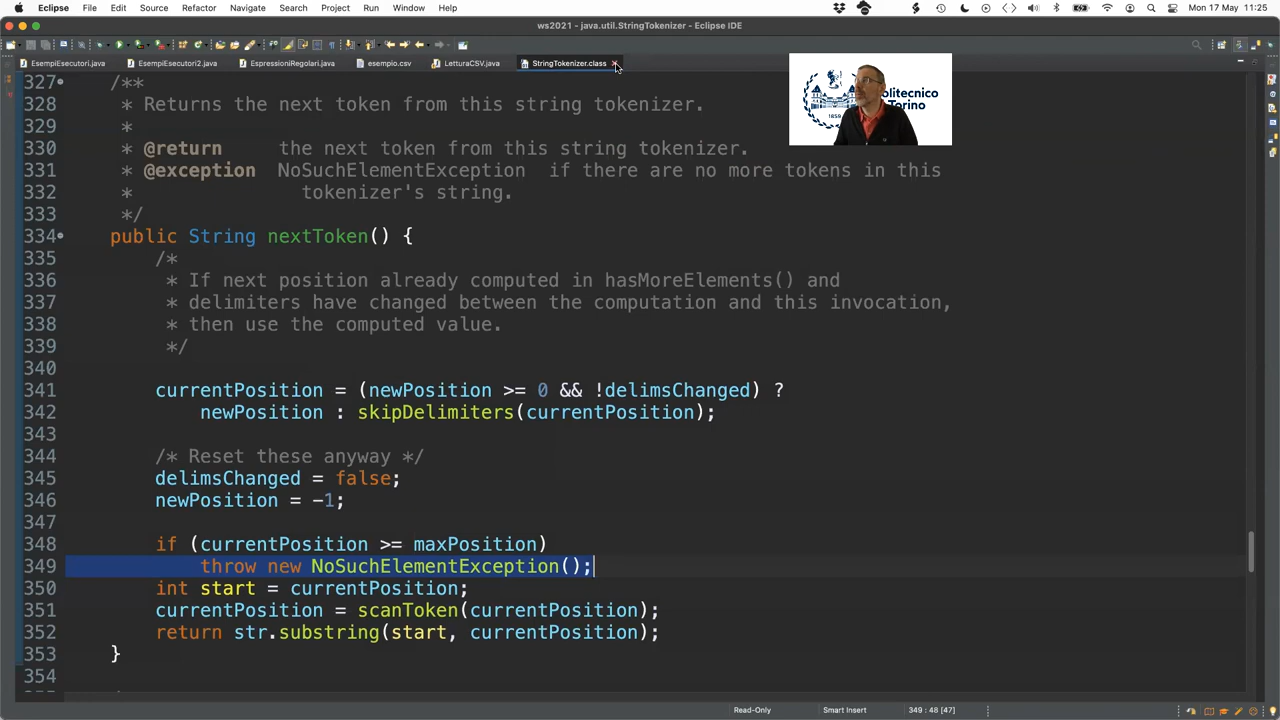 Eclipse File Edit Source Refactor Navigate Search Project Run Window Help Mon 17 May 11:25
ws2021 - java.util.StringTokenizer - Eclipse IDE
EsempiEsecutori.java EsempiEsecutori2.java EspressioniRegolari.java esempio.csv LetturaCSV.java StringTokenizer.class
Politecnico
di Torino
1859
327 /**
328 * Returns the next token from this string tokenizer.
329 *
330 * @return the next token from this string tokenizer.
331 * @exception NoSuchElementException if there are no more tokens in this
332 * tokenizer's string.
333 */
334 public String nextToken() {
335 /*
336 * If next position already computed in hasMoreElements() and
337 * delimiters have changed between the computation and this invocation,
338 * then use the computed value.
339 */
340
341 currentPosition = (newPosition >= 0 && !delimsChanged) ?
342 newPosition : skipDelimiters(currentPosition);
343
344 /* Reset these anyway */
345 delimsChanged = false;
346 newPosition = -1;
347
348 if (currentPosition >= maxPosition)
349 throw new NoSuchElementException();
350 int start = currentPosition;
351 currentPosition = scanToken(currentPosition);
352 return str.substring(start, currentPosition);
353 }
354
Read-Only Smart Insert 349 : 48 [47]